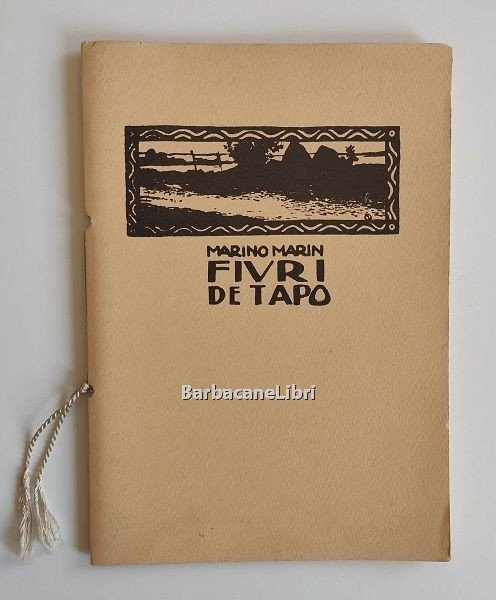 MARINO MARIN
FIVRI
DE TAPO
BarbacaneLibri